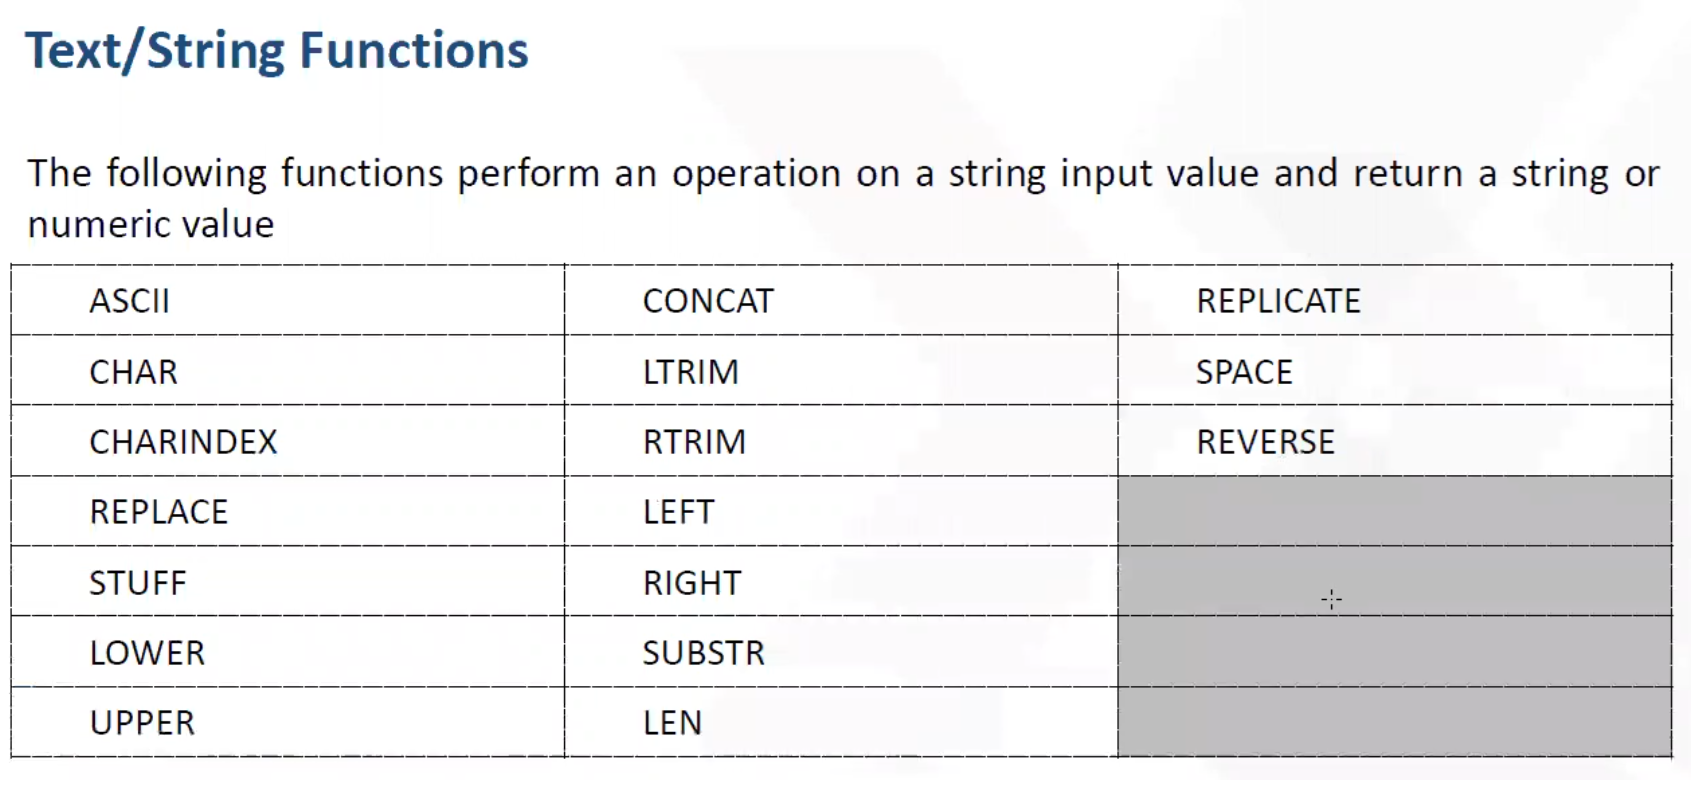 Text/String Functions
The following functions perform an operation on a string input value and return a string or
numeric value
ASCII CONCAT REPLICATE
CHAR LTRIM SPACE
CHARINDEX RTRIM REVERSE
REPLACE LEFT
STUFF RIGHT
LOWER SUBSTR
UPPER LEN